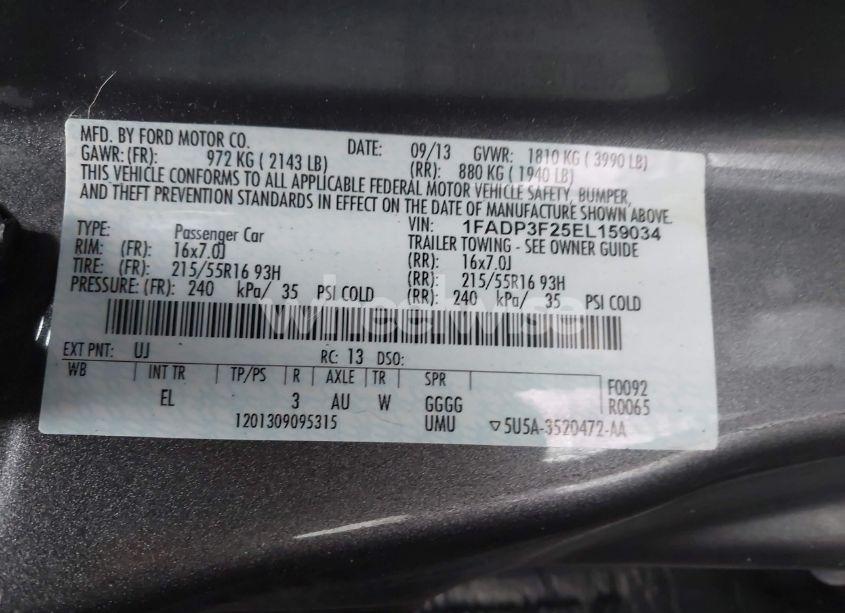 MFD. BY FORD MOTOR CO. DATE: 09/13 GVWR: 1810 KG ( 3990 LB)
GAWR: (FR): 972 KG ( 2143 LB) (RR): 880 KG ( 1940 LB)
THIS VEHICLE CONFORMS TO ALL APPLICABLE FEDERAL MOTOR VEHICLE SAFETY, BUMPER,
AND THEFT PREVENTION STANDARDS IN EFFECT ON THE DATE OF MANUFACTURE SHOWN ABOVE.
VIN: 1FADP3F25EL159034
TYPE: Passenger Car TRAILER TOWING - SEE OWNER GUIDE
RIM: (FR): 16x7.0J (RR): 16x7.0J
TIRE: (FR): 215/55R16 93H (RR): 215/55R16 93H
PRESSURE: (FR): 240 kPa/ 35 PSI COLD (RR): 240 kPa/ 35 PSI COLD
wheelwise
EXT PNT: UJ RC: 13 DSO:
WB INT TR TP/PS R AXLE TR SPR F0092
EL 3 AU W GGGG R0065
1201309095315 UMU ▽5U5A-3520472-AA